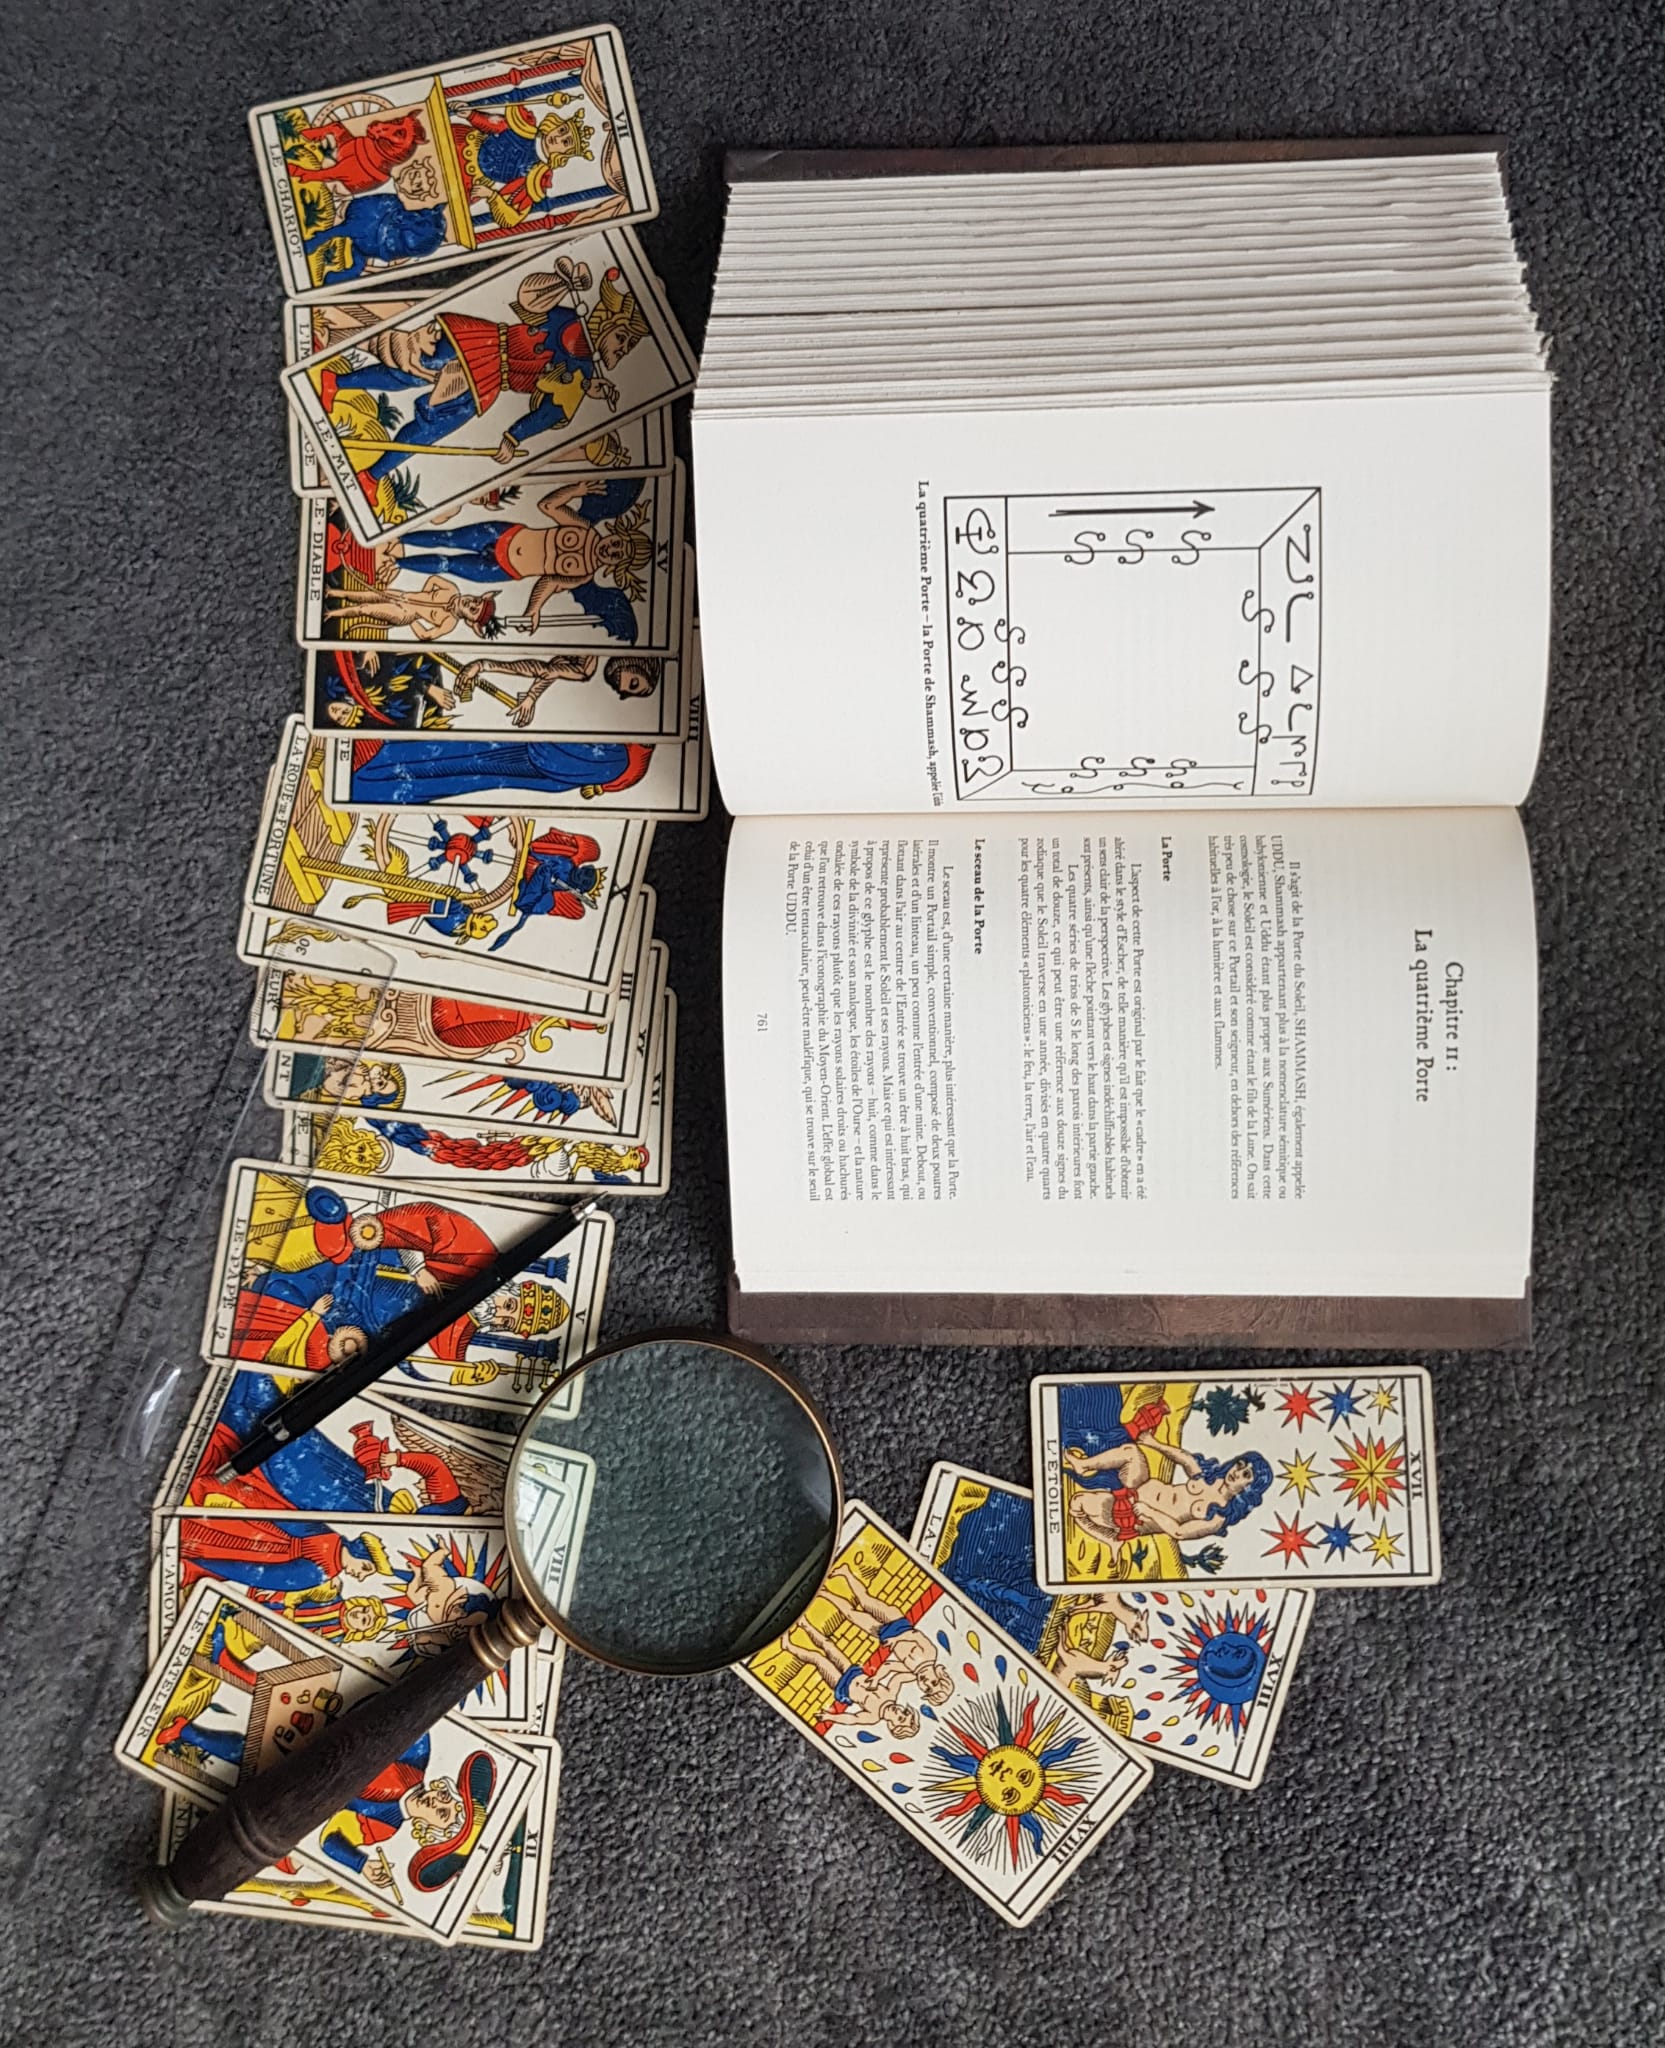 Chapitre II :
La quatrième Porte
Il s'agit de la Porte du Soleil, SHAMMASH, également appelée
UDDU, Shammash appartenant plus à la nomenclature sémitique ou
babylonienne et Uddu étant plus propre aux Sumériens. Dans cette
cosmologie, le Soleil est considéré comme étant le fils de la Lune. On sait
très peu de chose sur ce Portail et son seigneur, en dehors des références
habituelles à l'or, à la lumière et aux flammes.
La Porte
L'aspect de cette Porte est original par le fait que le « cadre » en a été
altéré dans le style d'Escher, de telle manière qu'il est impossible d'obtenir
un sens clair de la perspective. Les glyphes et signes indéchiffrables habituels
sont présents, ainsi qu'une flèche pointant vers le haut dans la partie gauche.
Les quatre séries de trios de S le long des parois intérieures font
un total de douze, ce qui peut être une référence aux douze signes du
zodiaque que le Soleil traverse en une année, divisés en quatre quarts
pour les quatre éléments « platoniciens » : le feu, la terre, l'air et l'eau.
Le sceau de la Porte
Le sceau est, d'une certaine manière, plus intéressant que la Porte.
Il montre un Portail simple, conventionnel, composé de deux poutres
latérales et d'un linteau, un peu comme l'entrée d'une mine. Debout, ou
flottant dans l'air au centre de l'Entrée se trouve un être à huit bras, qui
représente probablement le Soleil et ses rayons. Mais ce qui est intéressant
à propos de ce glyphe est le nombre des rayons – huit, comme dans le
symbole de la divinité et son analogue, les étoiles de l'Ourse – et la nature
ondulée de ces rayons plutôt que les rayons solaires droits ou hachurés
que l'on retrouve dans l'iconographie du Moyen-Orient. L'effet global est
celui d'un être tentaculaire, peut-être maléfique, qui se trouve sur le seuil
de la Porte UDDU.
761
La quatrième Porte – la Porte de Shammash, appelée
XVII
L'ÉTOILE
XVIII
LA
XVIIII
VII
S.M
LE CHARIOT
LE·MAT
L'IM
CE
XV
LE·DIABLE
VIIII
TE
X
LA·ROUE DE FORTUNE
IIII
EUR
XX
NT
XXI
DE
V
LE·PAPE
VIII
L'AMOVR
XII
I
LE·BATELEUR